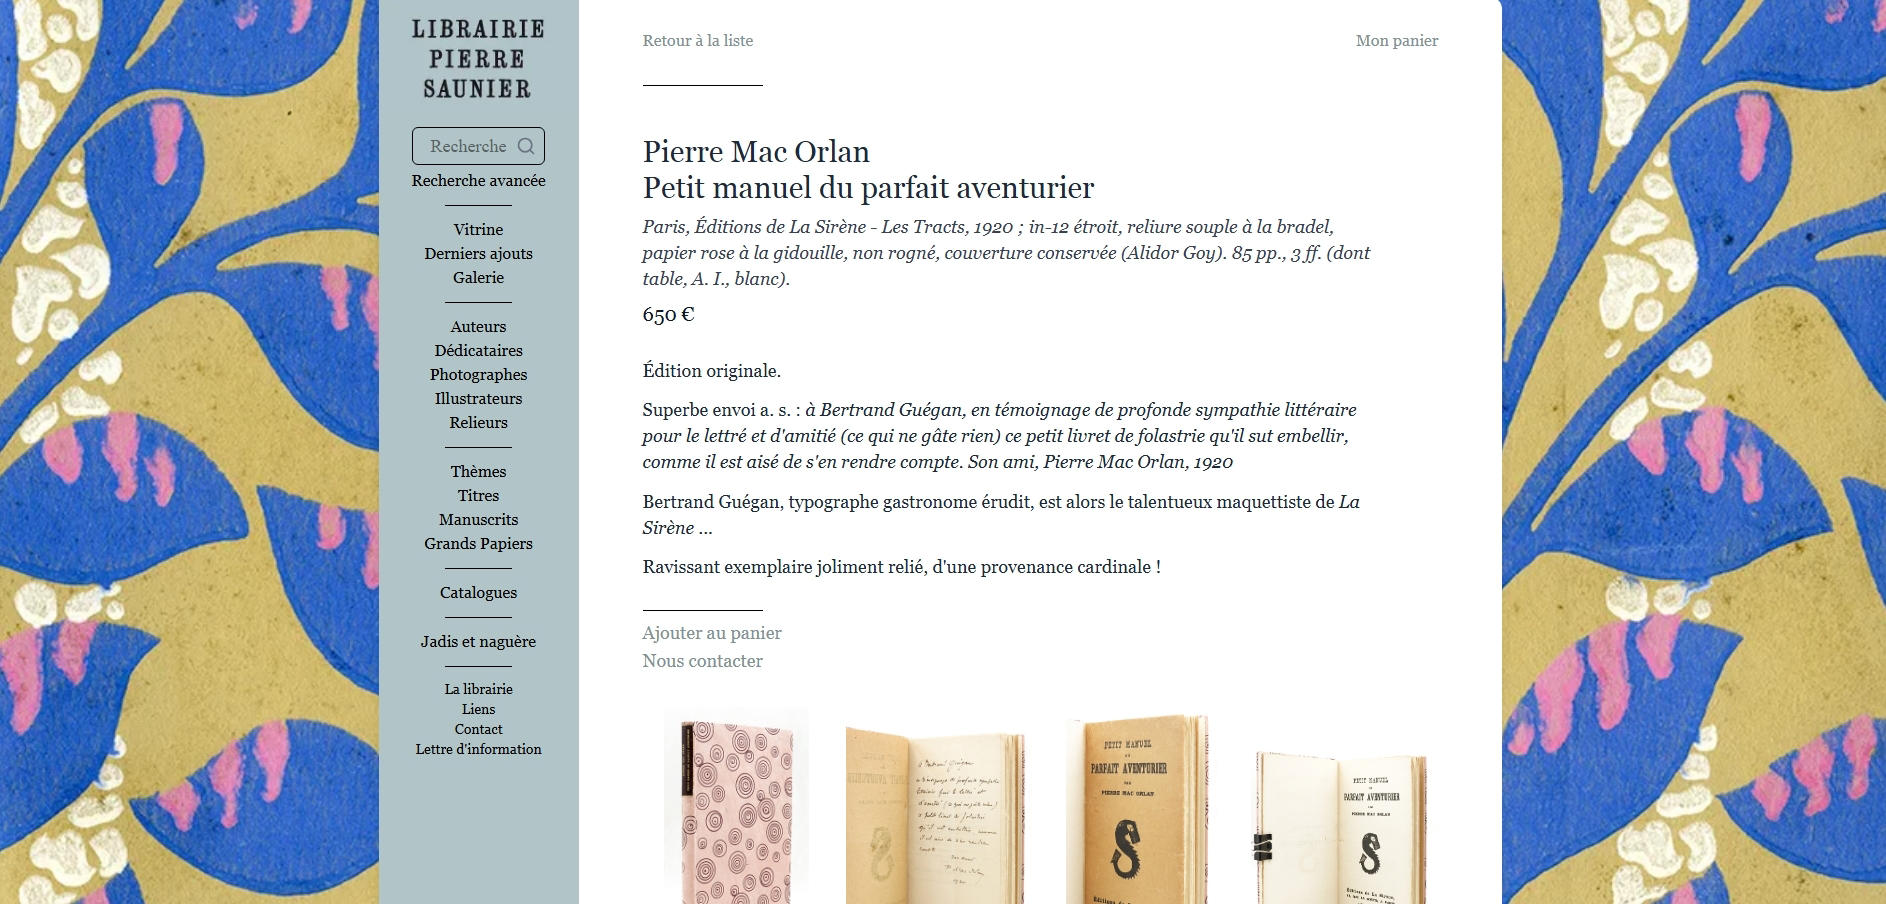 LIBRAIRIE
PIERRE
SAUNIER
Recherche
Recherche avancée
Vitrine
Derniers ajouts
Galerie
Auteurs
Dédicataires
Photographes
Illustrateurs
Relieurs
Thèmes
Titres
Manuscrits
Grands Papiers
Catalogues
Jadis et naguère
La librairie
Liens
Contact
Lettre d'information
Retour à la liste
Mon panier
Pierre Mac Orlan
Petit manuel du parfait aventurier
Paris, Éditions de La Sirène - Les Tracts, 1920 ; in-12 étroit, reliure souple à la bradel,
papier rose à la gidouille, non rogné, couverture conservée (Alidor Goy). 85 pp., 3 ff. (dont
table, A. I., blanc).
650 €
Édition originale.
Superbe envoi a. s. : à Bertrand Guégan, en témoignage de profonde sympathie littéraire
pour le lettré et d'amitié (ce qui ne gâte rien) ce petit livret de folastrie qu'il sut embellir,
comme il est aisé de s'en rendre compte. Son ami, Pierre Mac Orlan, 1920
Bertrand Guégan, typographe gastronome érudit, est alors le talentueux maquettiste de La
Sirène ...
Ravissant exemplaire joliment relié, d'une provenance cardinale !
Ajouter au panier
Nous contacter
PETIT MANUEL
DU
PARFAIT AVENTURIER
PAR
PIERRE MAC ORLAN
Éditions de La Sirène
PETIT MANUEL
DU
PARFAIT AVENTURIER
PAR
PIERRE MAC ORLAN
Éditions de La Sirène